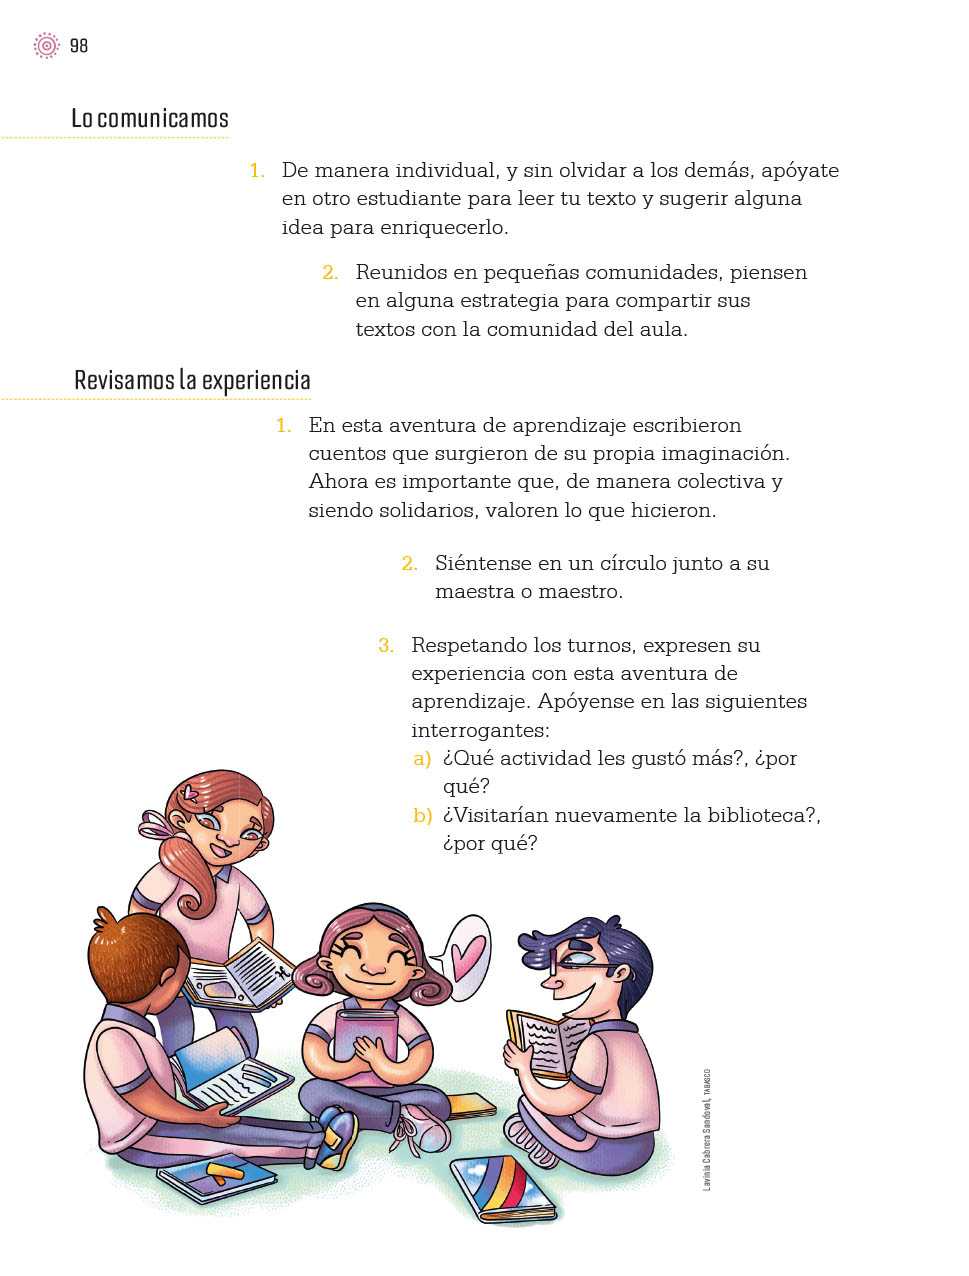 98
Lo comunicamos
1. De manera individual, y sin olvidar a los demás, apóyate
en otro estudiante para leer tu texto y sugerir alguna
idea para enriquecerlo.
2. Reunidos en pequeñas comunidades, piensen
en alguna estrategia para compartir sus
textos con la comunidad del aula.
Revisamos la experiencia
1. En esta aventura de aprendizaje escribieron
cuentos que surgieron de su propia imaginación.
Ahora es importante que, de manera colectiva y
siendo solidarios, valoren lo que hicieron.
2. Siéntense en un círculo junto a su
maestra o maestro.
3. Respetando los turnos, expresen su
experiencia con esta aventura de
aprendizaje. Apóyense en las siguientes
interrogantes:
a) ¿Qué actividad les gustó más?, ¿por
qué?
b) ¿Visitarían nuevamente la biblioteca?,
¿por qué?
Lavinia Cabrera Sandoval, TABASCO